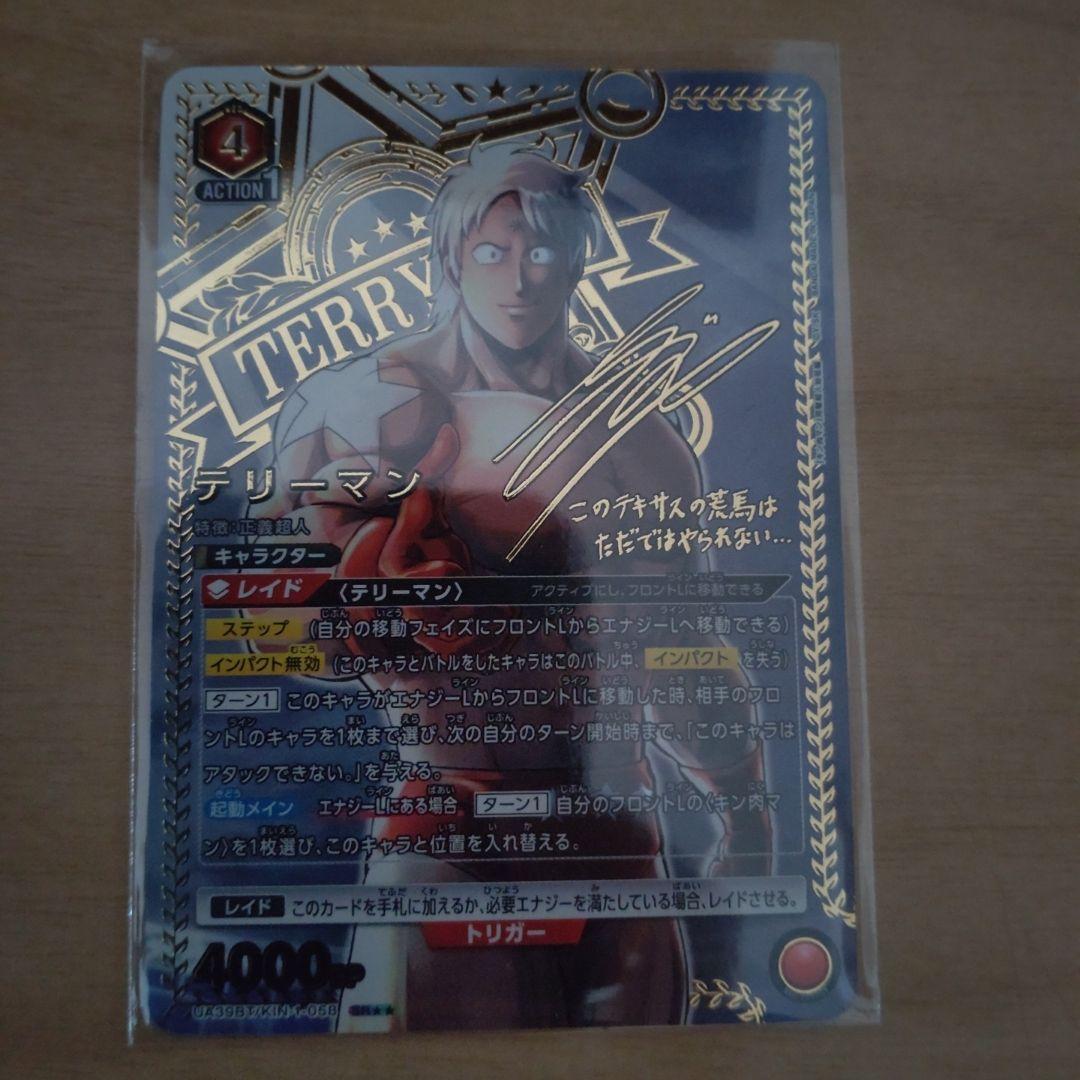 4
ACTION 1
TERRY
テリーマン
このテキサスの荒馬は
ただではやられない…
特徴:正義超人
キャラクター
レイド 〈テリーマン〉 アクティブにし、フロントLに移動できる
ステップ (自分の移動フェイズにフロントLからエナジーLへ移動できる)
インパクト無効 (このキャラとバトルをしたキャラはこのバトル中、インパクトを失う)
ターン1 このキャラがエナジーLからフロントLに移動した時、相手のフロ
ントLのキャラを1枚まで選び、次の自分のターン開始時まで、「このキャラは
アタックできない。」を与える。
起動メイン エナジーLにある場合 ターン1 自分のフロントLの〈キン肉マ
ン〉を1枚選び、このキャラと位置を入れ替える。
レイド このカードを手札に加えるか、必要エナジーを満たしている場合、レイドさせる。
トリガー
4000BP
UA39BT/KIN-1-056 SR★★